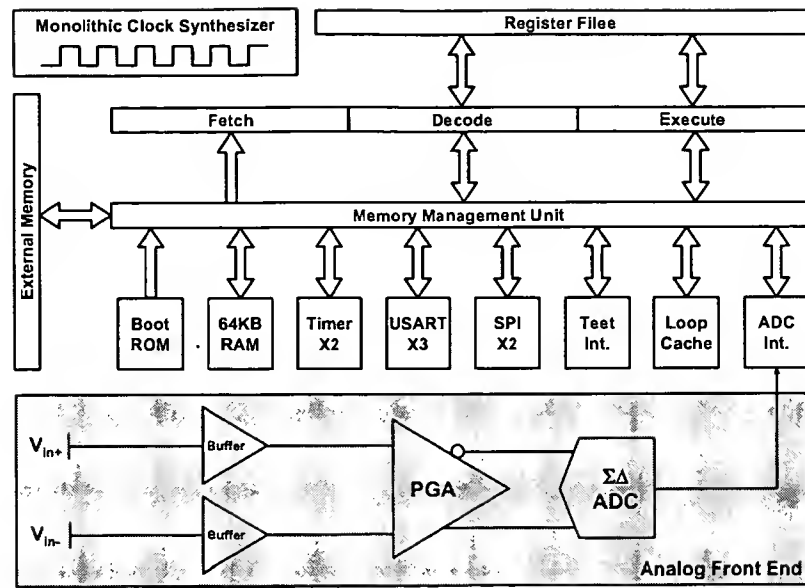 Monolithic Clock Synthesizer
Register Filee
Fetch
Decode
Execute
External Memory
Memory Management Unit
Boot
ROM
64KB
RAM
Timer
X2
USART
X3
SPI
X2
Teet
Int.
Loop
Cache
ADC
Int.
Vin+
Buffer
PGA
ΣΔ
ADC
Vin-
Buffer
Analog Front End